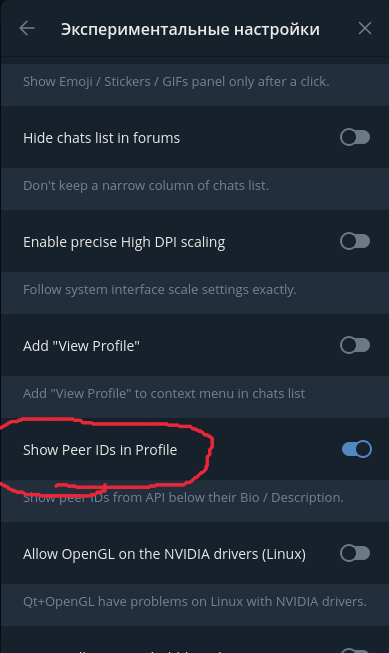 Экспериментальные настройки
Show Emoji / Stickers / GIFs panel only after a click.
Hide chats list in forums
Don't keep a narrow column of chats list.
Enable precise High DPI scaling
Follow system interface scale settings exactly.
Add "View Profile"
Add "View Profile" to context menu in chats list
Show Peer IDs in Profile
Show peer IDs from API below their Bio / Description.
Allow OpenGL on the NVIDIA drivers (Linux)
Qt+OpenGL have problems on Linux with NVIDIA drivers.